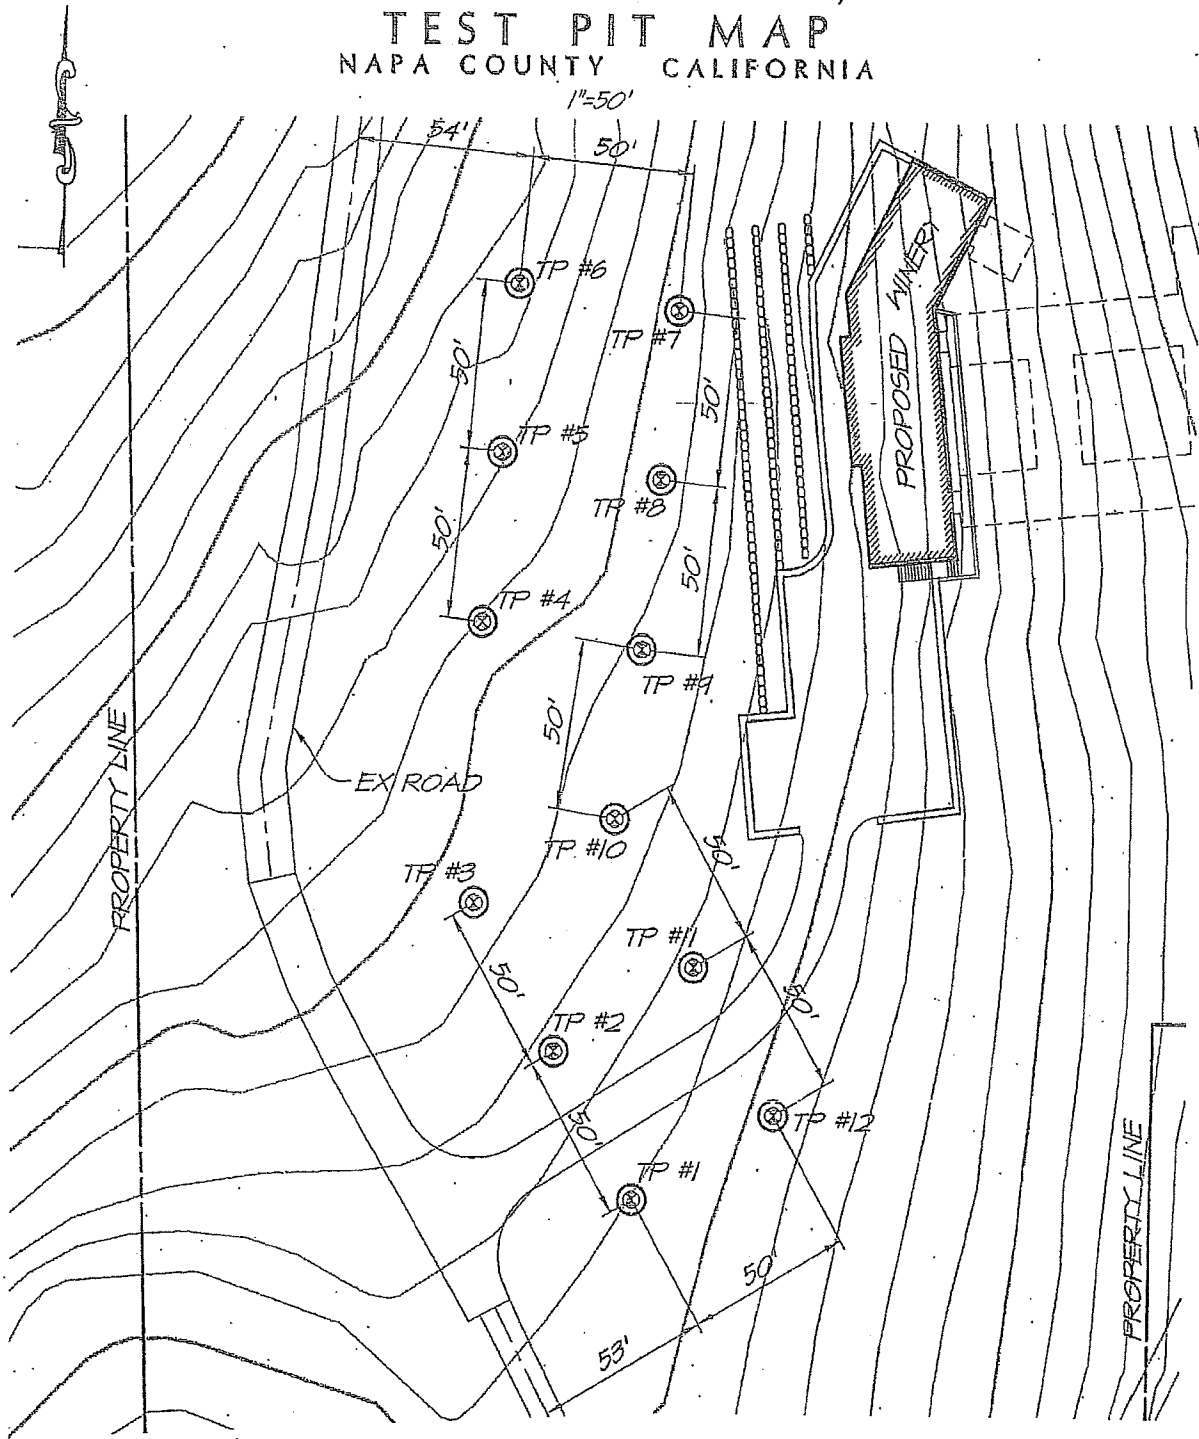 TEST PIT MAP
NAPA COUNTY CALIFORNIA
1"=50'
54'
50'
TP #6
TP #7
50'
PROPOSED WINERY
50'
TP #5
TP #8
50'
50'
TP #4
TP #9
50'
PROPERTY LINE
EX ROAD
TP #10
50'
TP #3
TP #11
50'
50'
TP #2
50'
TP #12
TP #1
PROPERTY LINE
50'
53'